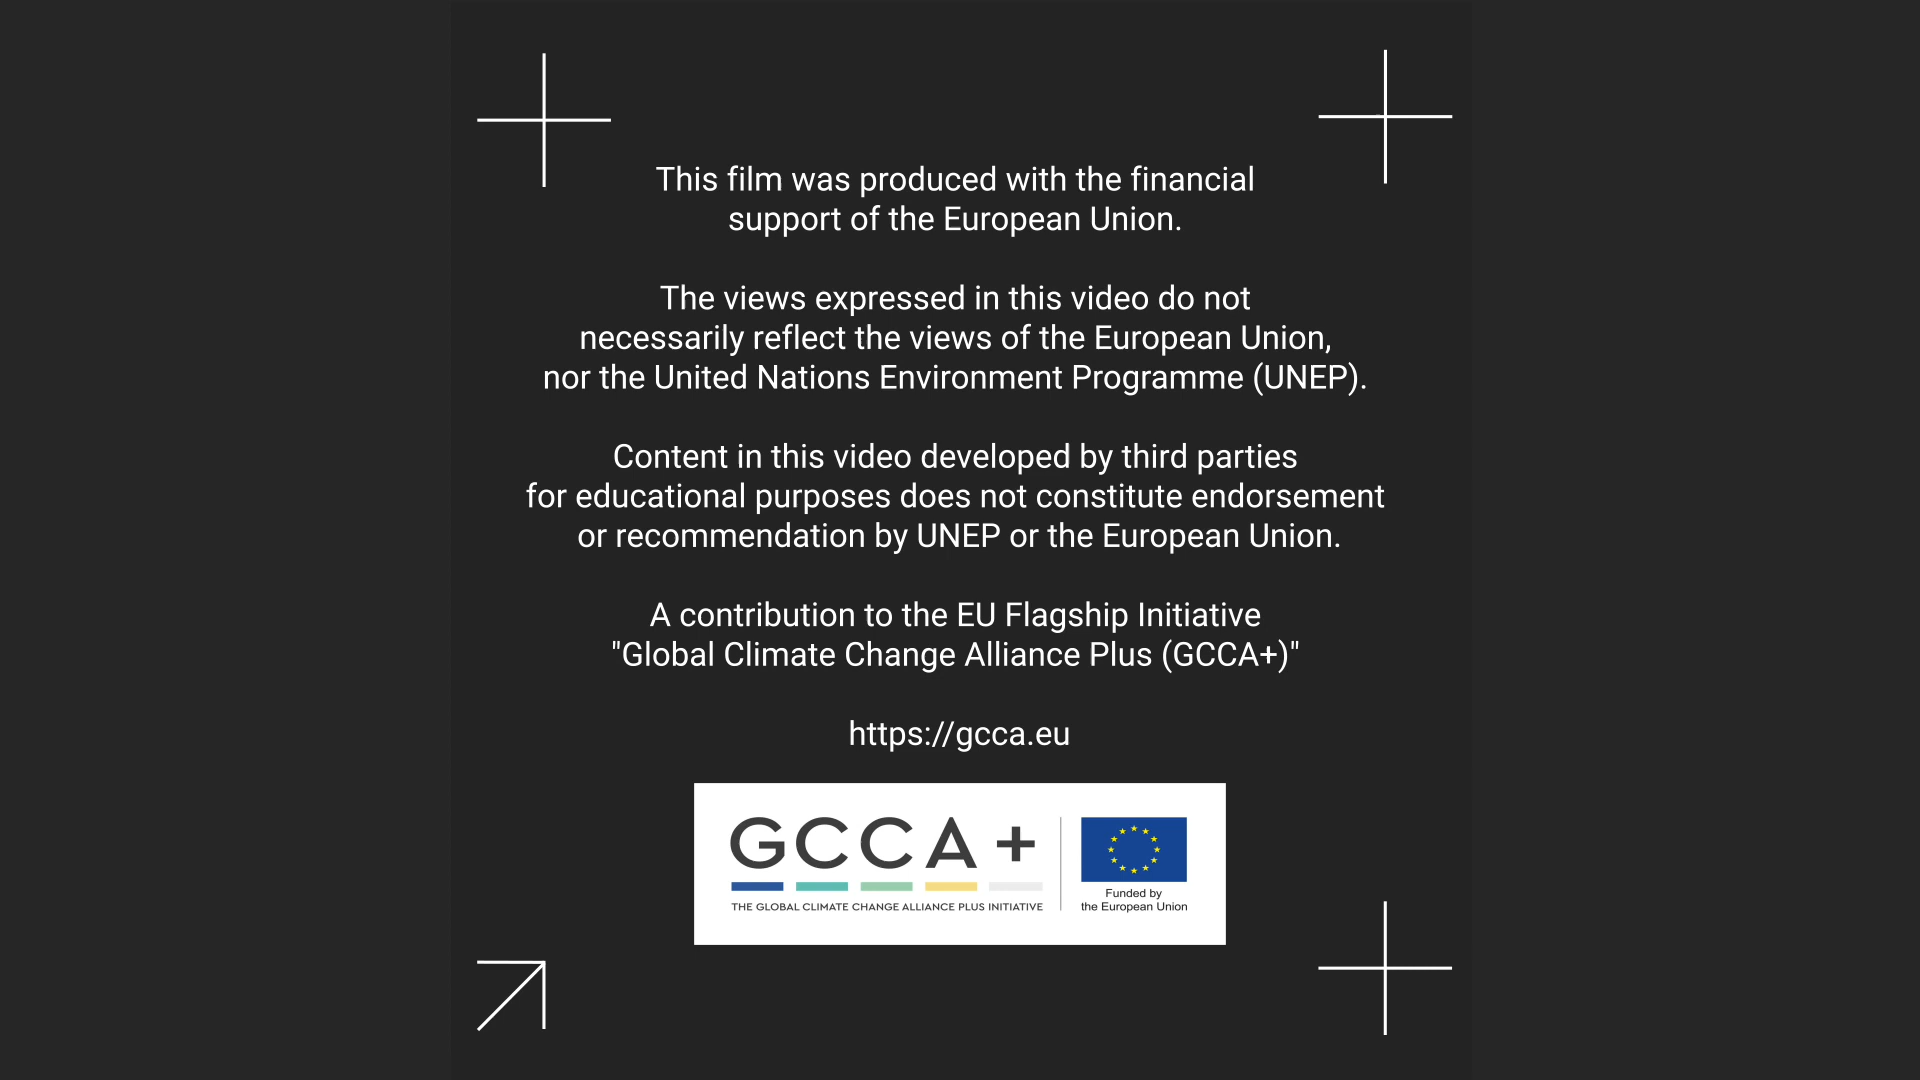 This film was produced with the financial
support of the European Union.
The views expressed in this video do not
necessarily reflect the views of the European Union,
nor the United Nations Environment Programme (UNEP).
Content in this video developed by third parties
for educational purposes does not constitute endorsement
or recommendation by UNEP or the European Union.
A contribution to the EU Flagship Initiative
"Global Climate Change Alliance Plus (GCCA+)"
https://gcca.eu
GCCA+
THE GLOBAL CLIMATE CHANGE ALLIANCE PLUS INITIATIVE
Funded by
the European Union